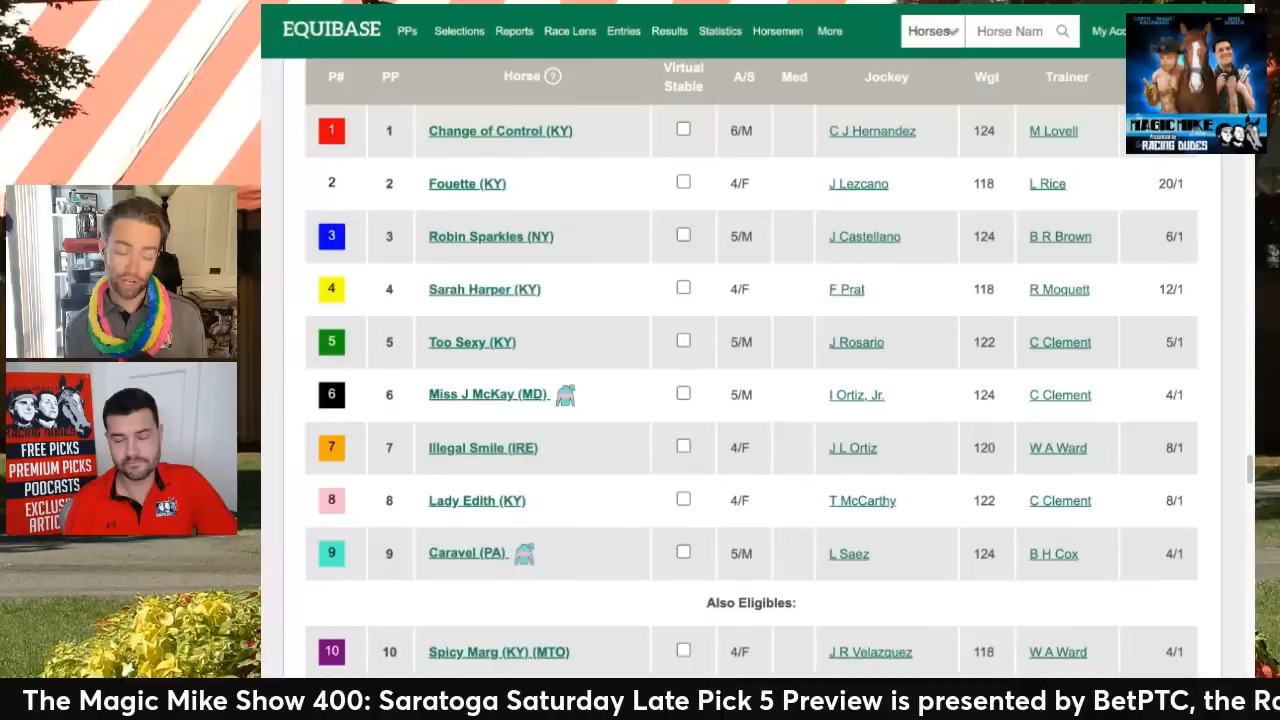 EQUIBASE PPs Selections Reports Race Lens Entries Results Statistics Horsemen More Horses Horse Nam My Acc
P# PP Horse ? Virtual Stable A/S Med Jockey Wgt Trainer
1 1 Change of Control (KY) 6/M C J Hernandez 124 M Lovell
2 2 Fouette (KY) 4/F J Lezcano 118 L Rice 20/1
3 3 Robin Sparkles (NY) 5/M J Castellano 124 B R Brown 6/1
4 4 Sarah Harper (KY) 4/F F Prat 118 R Moquett 12/1
5 5 Too Sexy (KY) 5/M J Rosario 122 C Clement 5/1
6 6 Miss J McKay (MD) 5/M I Ortiz, Jr. 124 C Clement 4/1
7 7 Illegal Smile (IRE) 4/F J L Ortiz 120 W A Ward 8/1
8 8 Lady Edith (KY) 4/F T McCarthy 122 C Clement 8/1
9 9 Caravel (PA) 5/M L Saez 124 B H Cox 4/1
Also Eligibles:
10 10 Spicy Marg (KY) (MTO) 4/F J R Velazquez 118 W A Ward 4/1
MAGIC MIKE
RACING DUDES
RACING DUDES
FREE PICKS
PREMIUM PICKS
PODCASTS
EXCLUS
ARTIC
The Magic Mike Show 400: Saratoga Saturday Late Pick 5 Preview is presented by BetPTC, the Ro